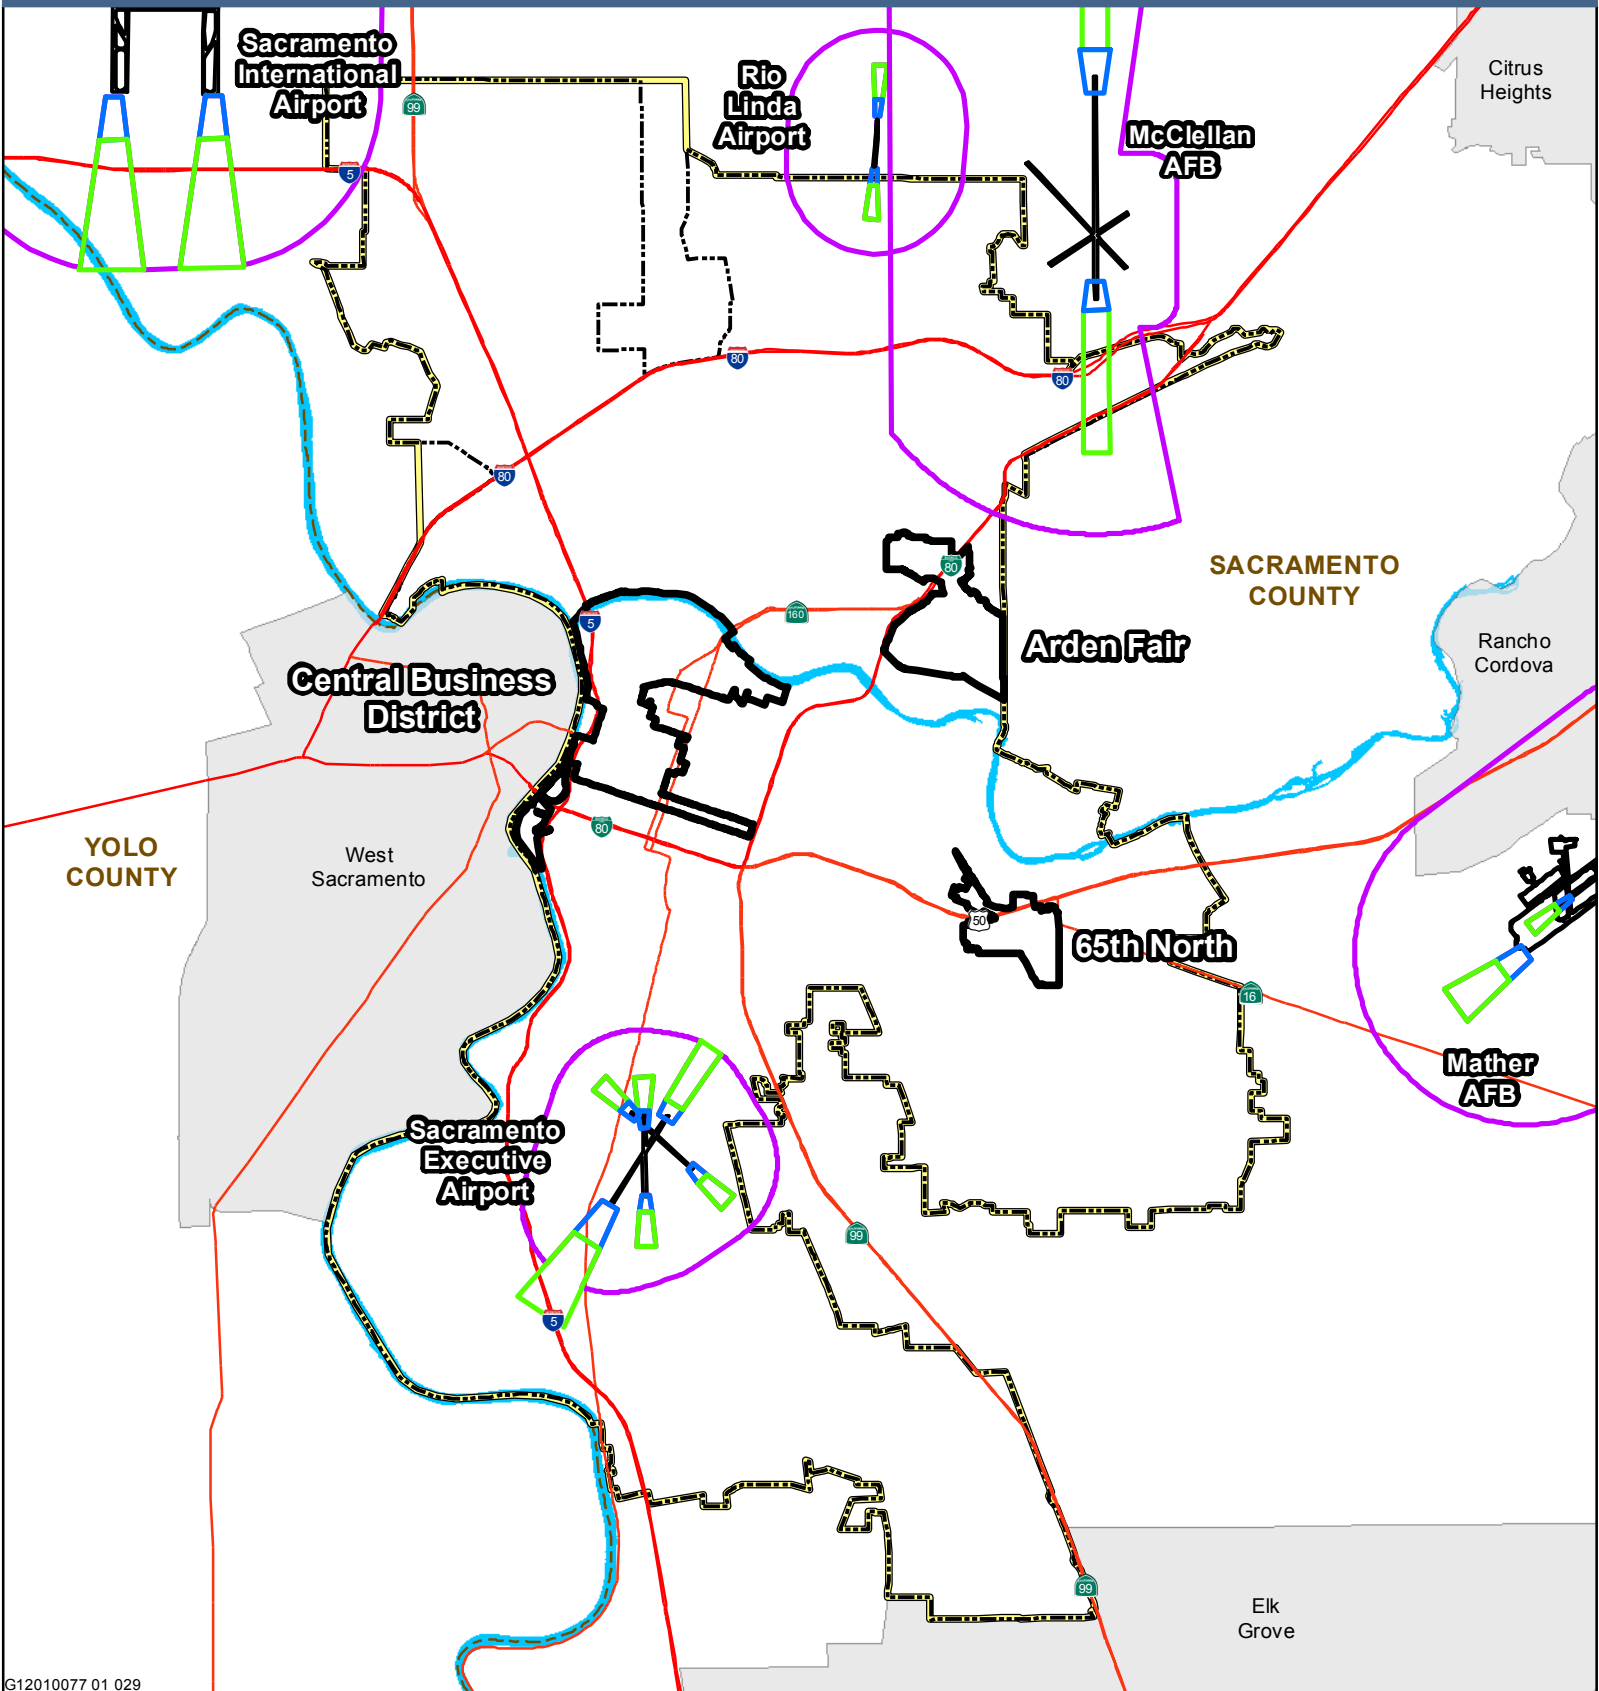 Sacramento
International
Airport
99
Rio
Linda
Airport
McClellan
AFB
Citrus
Heights
5
80
80
80
SACRAMENTO
COUNTY
80
160
5
Arden Fair
Rancho
Cordova
Central Business
District
80
YOLO
COUNTY
West
Sacramento
50
65th North
16
Mather
AFB
Sacramento
Executive
Airport
99
5
99
Elk
Grove
G12010077 01 029